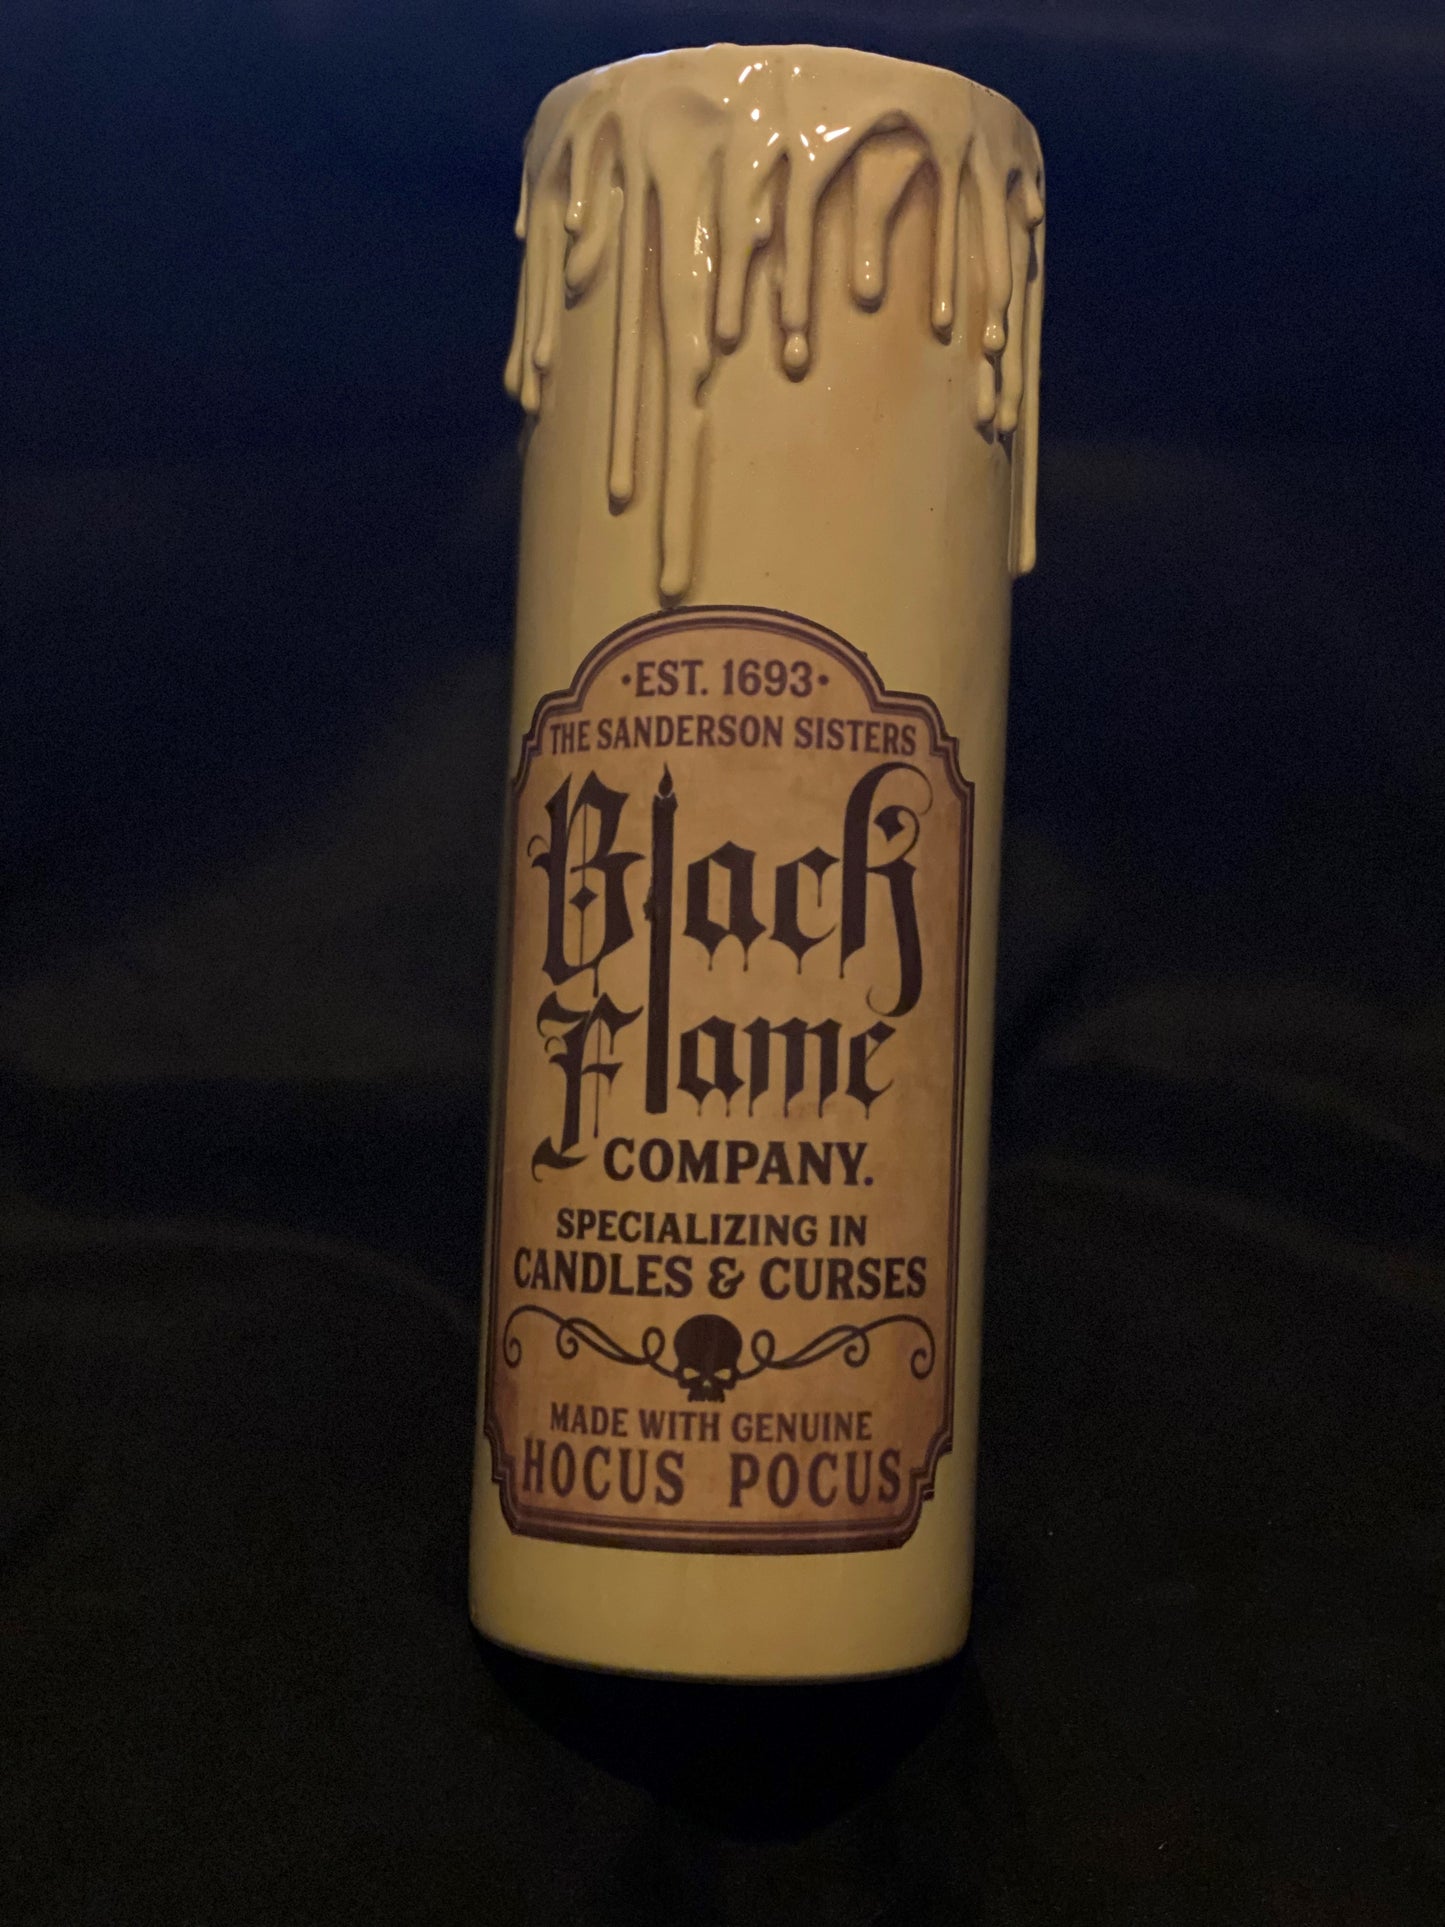 ·EST. 1693·
THE SANDERSON SISTERS
Black
Flame
COMPANY.
SPECIALIZING IN
CANDLES & CURSES
MADE WITH GENUINE
HOCUS POCUS